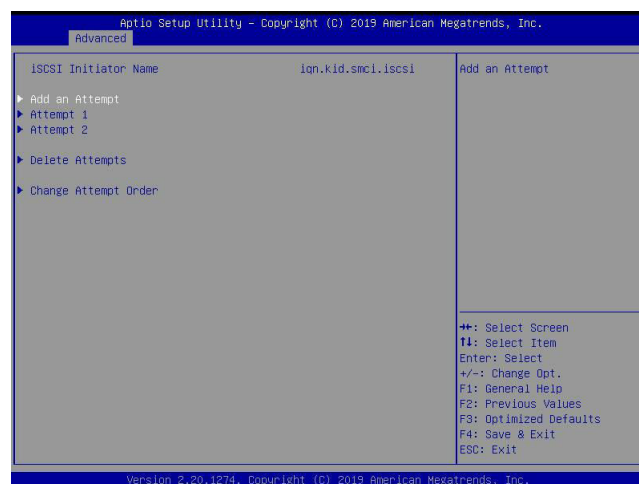 Aptio Setup Utility – Copyright (C) 2019 American Megatrends, Inc.
Advanced
iSCSI Initiator Name iqn.kid.smci.iscsi
Add an Attempt
Attempt 1
Attempt 2
Delete Attempts
Change Attempt Order
Add an Attempt
→←: Select Screen
↑↓: Select Item
Enter: Select
+/-: Change Opt.
F1: General Help
F2: Previous Values
F3: Optimized Defaults
F4: Save & Exit
ESC: Exit
Version 2.20.1274. Copyright (C) 2019 American Megatrends, Inc.